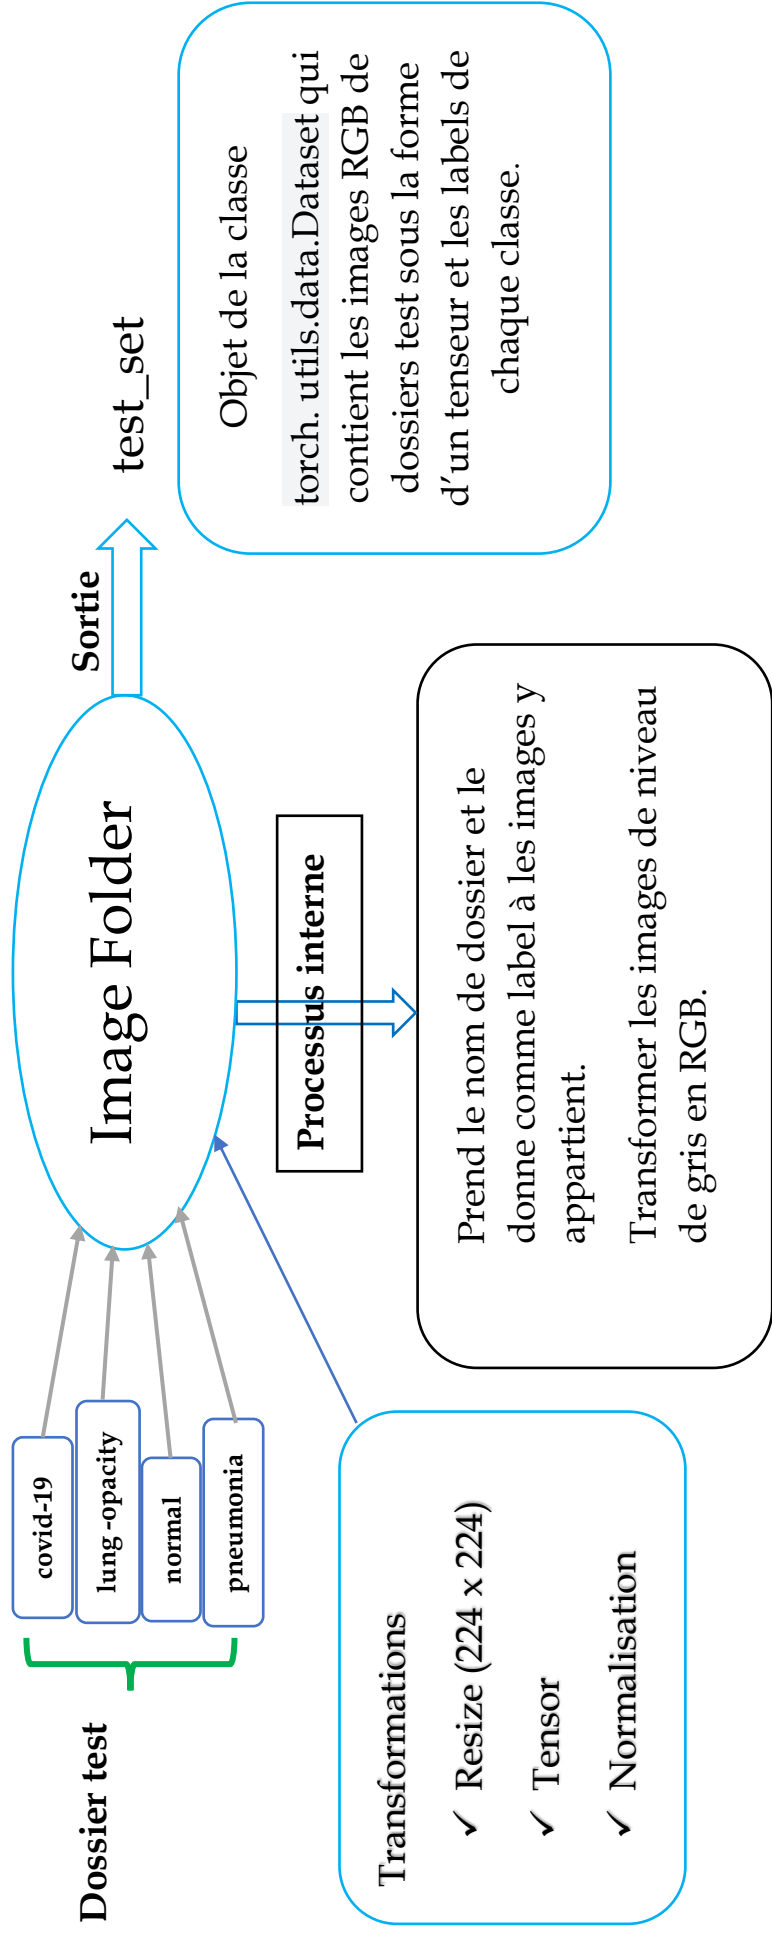 Dossier test
covid-19
lung -opacity
normal
pneumonia
Image Folder
Sortie
test_set
Transformations
✓ Resize (224 x 224)
✓ Tensor
✓ Normalisation
Processus interne
Prend le nom de dossier et le
donne comme label à les images y
appartient.
Transformer les images de niveau
de gris en RGB.
Objet de la classe
torch. utils.data.Dataset qui
contient les images RGB de
dossiers test sous la forme
d'un tenseur et les labels de
chaque classe.